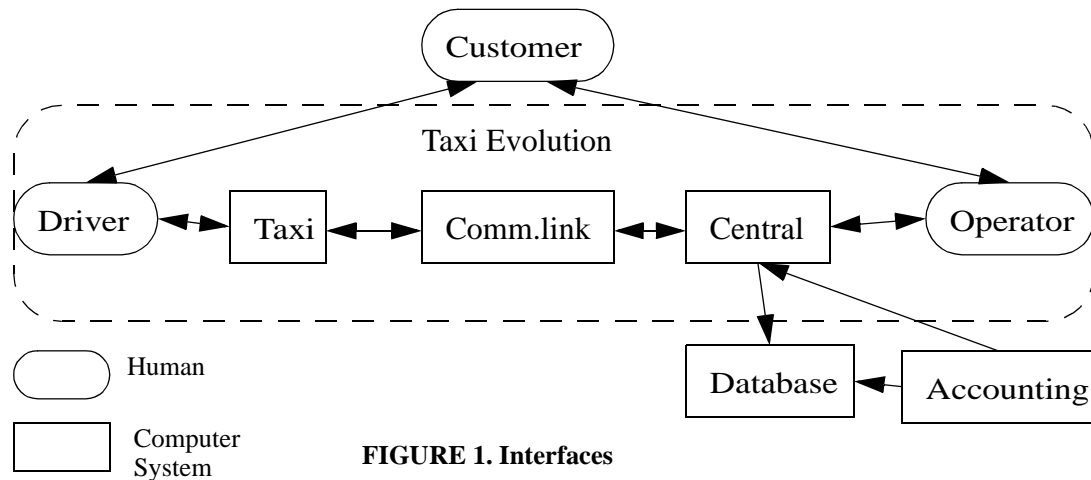 Customer
Taxi Evolution
Driver
Taxi
Comm.link
Central
Operator
Database
Accounting
Human
Computer
System
FIGURE 1. Interfaces